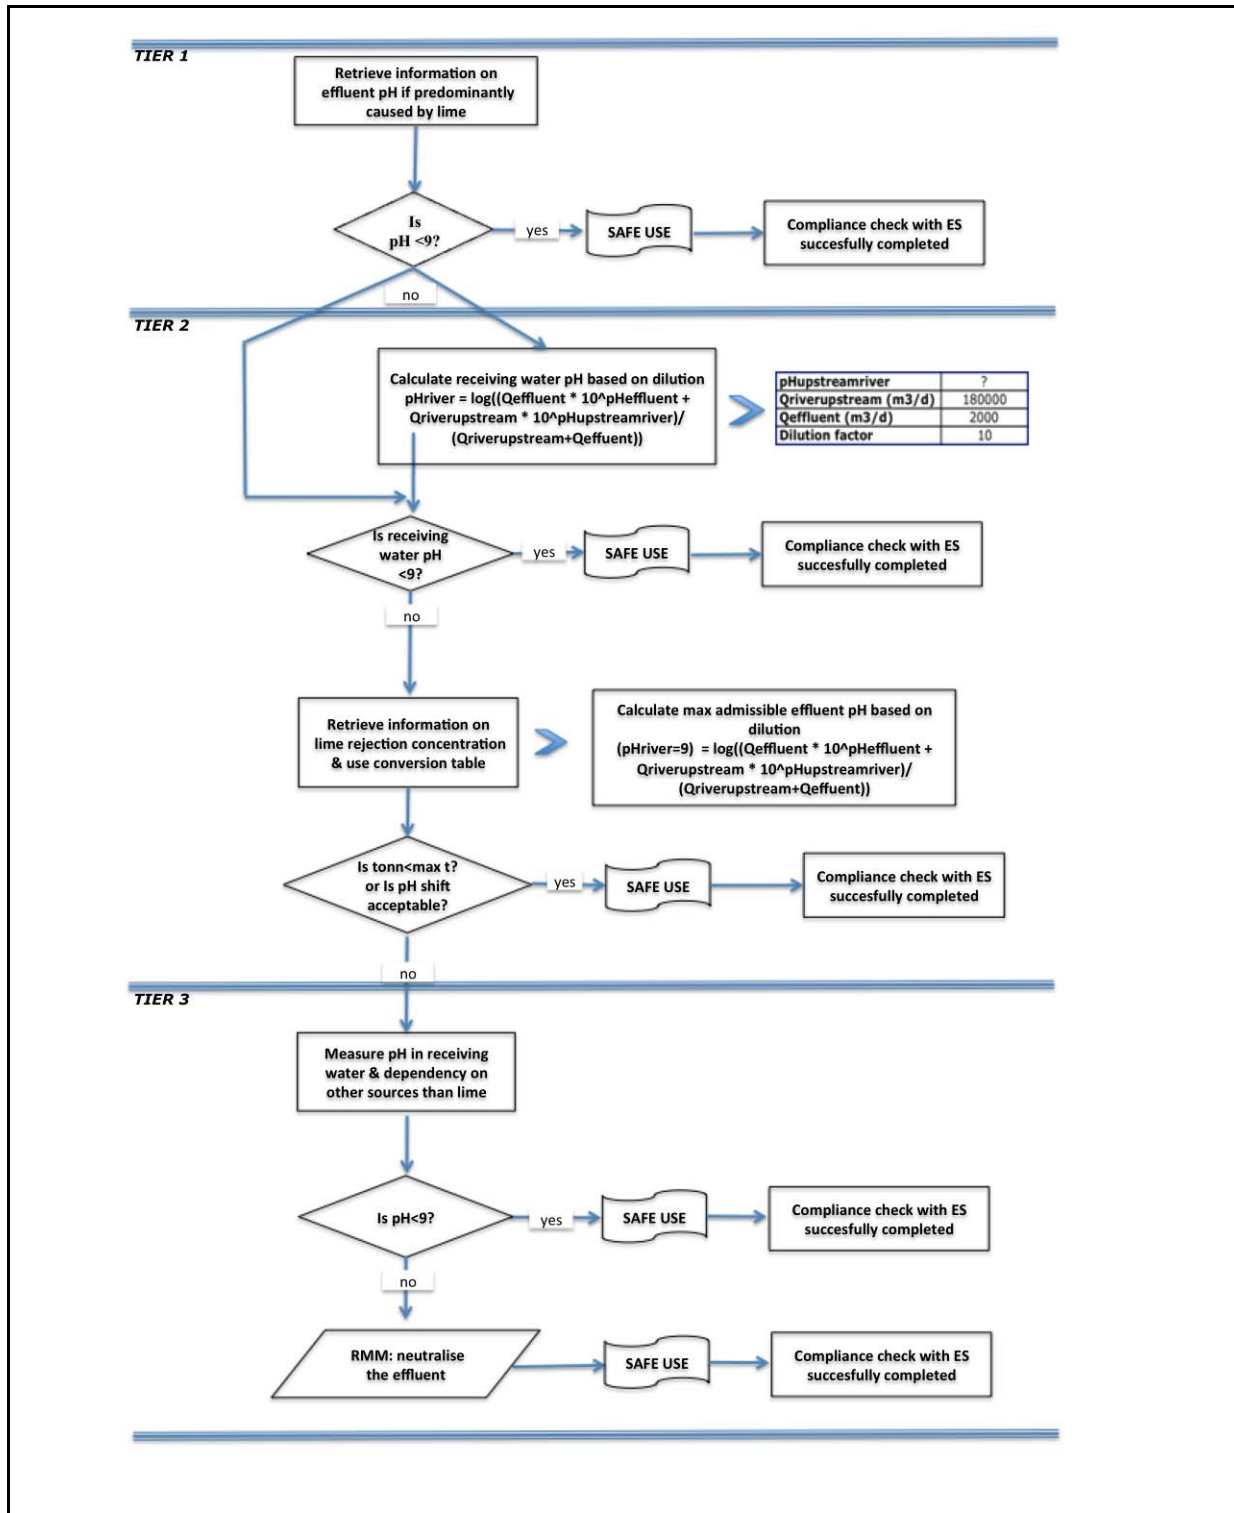 TIER 1
Retrieve information on
effluent pH if predominantly
caused by lime
Is
pH <9?
yes
SAFE USE
Compliance check with ES
succesfully completed
no
TIER 2
Calculate receiving water pH based on dilution
pHriver = log((Qeffluent * 10^pHeffluent +
Qriverupstream * 10^pHupstreamriver)/
(Qriverupstream+Qeffuent))
pHupstreamriver ?
Qriverupstream (m3/d) 180000
Qeffluent (m3/d) 2000
Dilution factor 10
Is receiving
water pH
<9?
yes
SAFE USE
Compliance check with ES
succesfully completed
no
Retrieve information on
lime rejection concentration
& use conversion table
Calculate max admissible effluent pH based on
dilution
(pHriver=9) = log((Qeffluent * 10^pHeffluent +
Qriverupstream * 10^pHupstreamriver)/
(Qriverupstream+Qeffuent))
Is tonn<max t?
or Is pH shift
acceptable?
yes
SAFE USE
Compliance check with ES
succesfully completed
no
TIER 3
Measure pH in receiving
water & dependency on
other sources than lime
Is pH<9?
yes
SAFE USE
Compliance check with ES
succesfully completed
no
RMM: neutralise
the effluent
SAFE USE
Compliance check with ES
succesfully completed